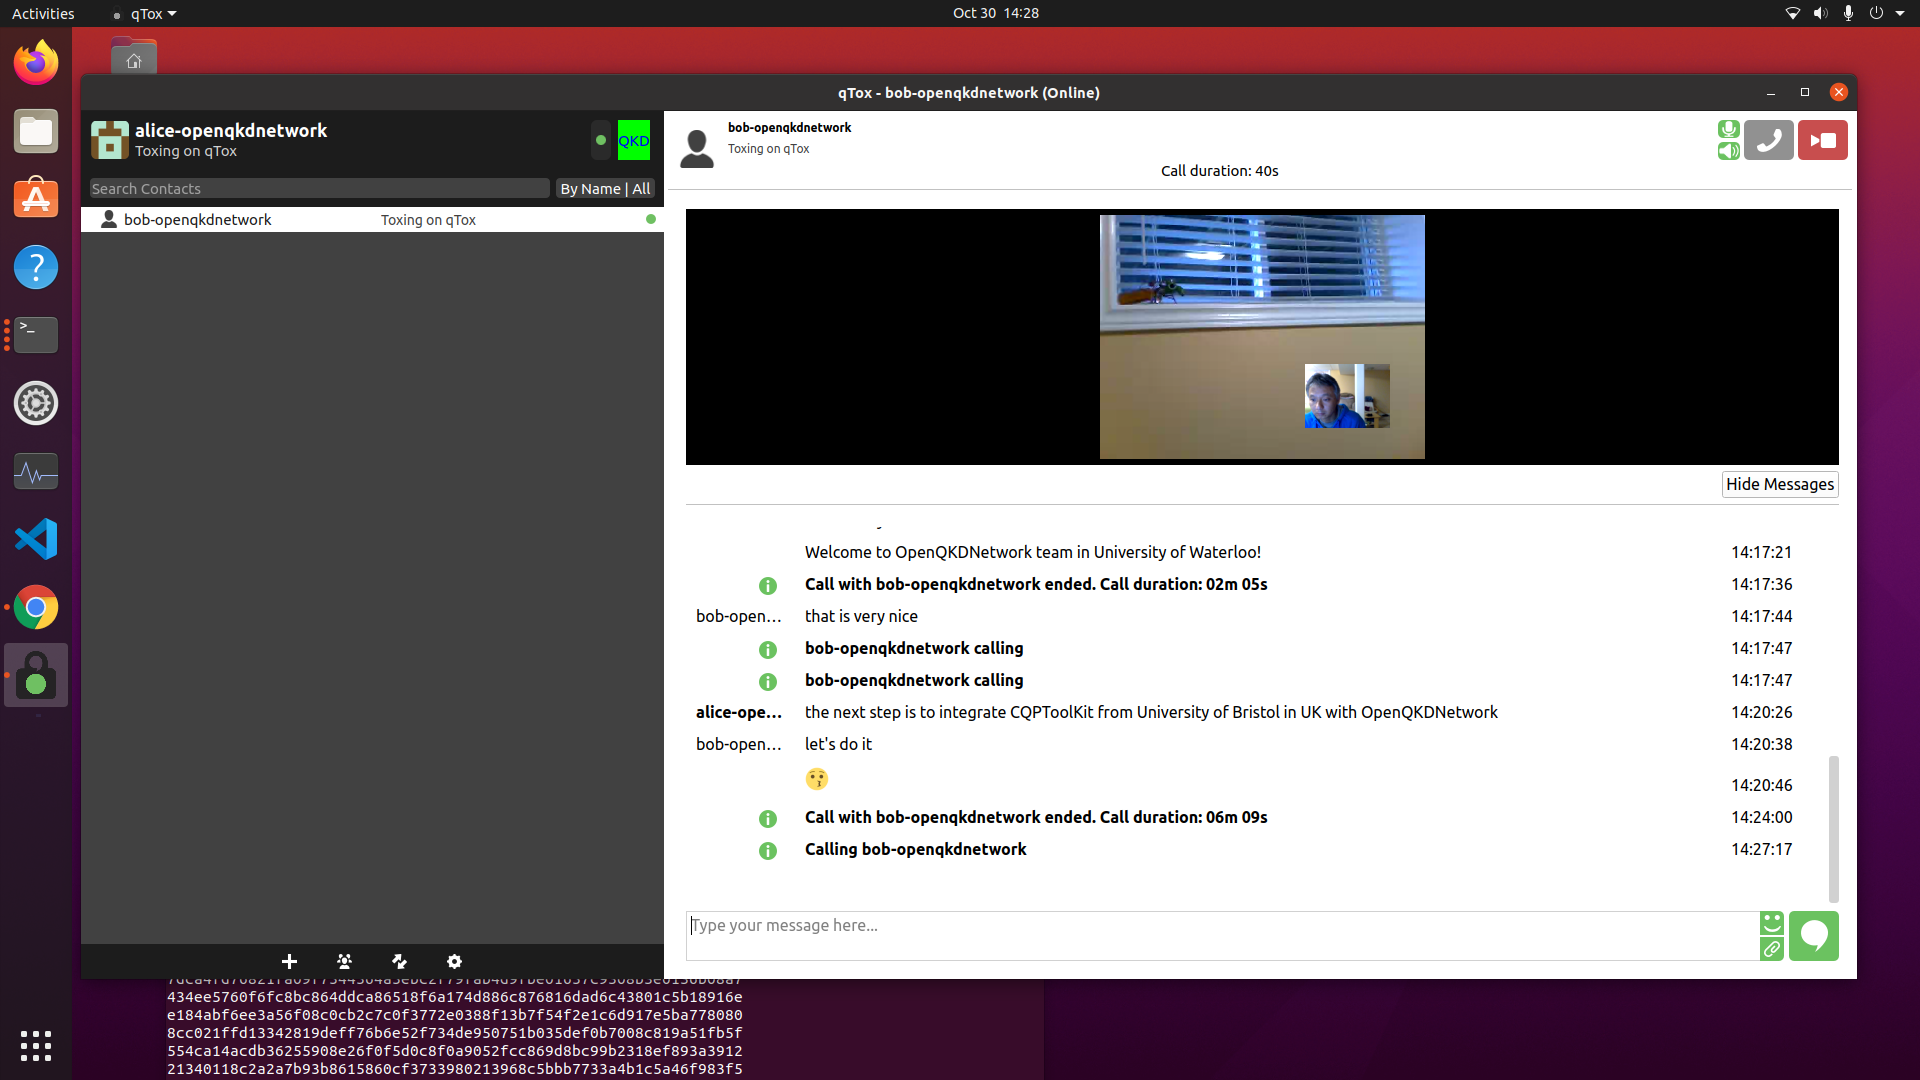 Activities
qTox
Oct 30 14:28
qTox - bob-openqkdnetwork (Online)
alice-openqkdnetwork
Toxing on qTox
QKD
Search Contacts
By Name | All
bob-openqkdnetwork Toxing on qTox
bob-openqkdnetwork
Toxing on qTox
Call duration: 40s
Hide Messages
Welcome to OpenQKDNetwork team in University of Waterloo! 14:17:21
Call with bob-openqkdnetwork ended. Call duration: 02m 05s 14:17:36
bob-open... that is very nice 14:17:44
bob-openqkdnetwork calling 14:17:47
bob-openqkdnetwork calling 14:17:47
alice-ope... the next step is to integrate CQPToolKit from University of Bristol in UK with OpenQKDNetwork 14:20:26
bob-open... let's do it 14:20:38
14:20:46
Call with bob-openqkdnetwork ended. Call duration: 06m 09s 14:24:00
Calling bob-openqkdnetwork 14:27:17
Type your message here...
434ee5760f6fc8bc864ddca86518f6a174d886c876816dad6c43801c5b18916e
e184abf6ee3a56f08c0cb2c7c0f3772e0388f13b7f54f2e1c6d917e5ba778080
8cc021ffd13342819deff76b6e52f734de950751b035def0b7008c819a51fb5f
554ca14acdb36255908e26f0f5d0c8f0a9052fcc869d8bc99b2318ef893a3912
21340118c2a2a7b93b8615860cf3733980213968c5bbb7733a4b1c5a46f983f5